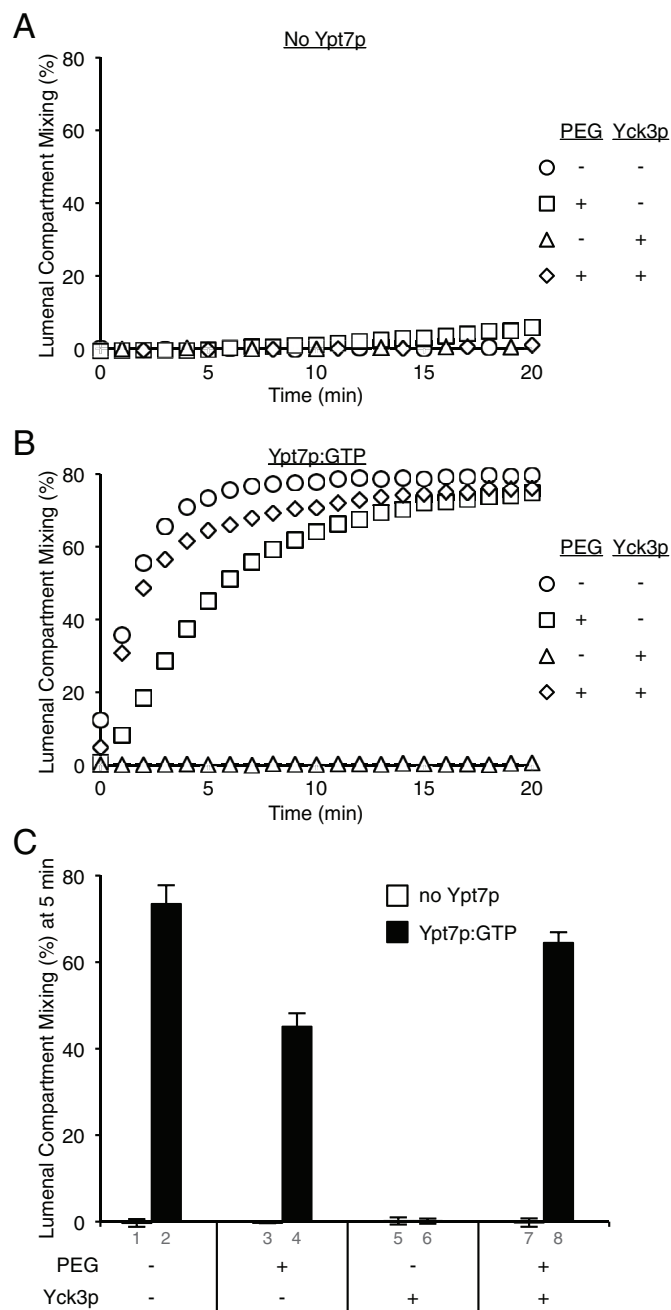 A
No Ypt7p
Lumenal Compartment Mixing (%)
80
60
40
20
0
0 5 10 15 20
Time (min)
PEG Yck3p
- -
+ -
- +
+ +
B
Ypt7p:GTP
Lumenal Compartment Mixing (%)
80
60
40
20
0
0 5 10 15 20
Time (min)
PEG Yck3p
- -
+ -
- +
+ +
C
Lumenal Compartment Mixing (%) at 5 min
80
60
40
20
0
no Ypt7p
Ypt7p:GTP
1 2 3 4 5 6 7 8
PEG - + - +
Yck3p - - + +